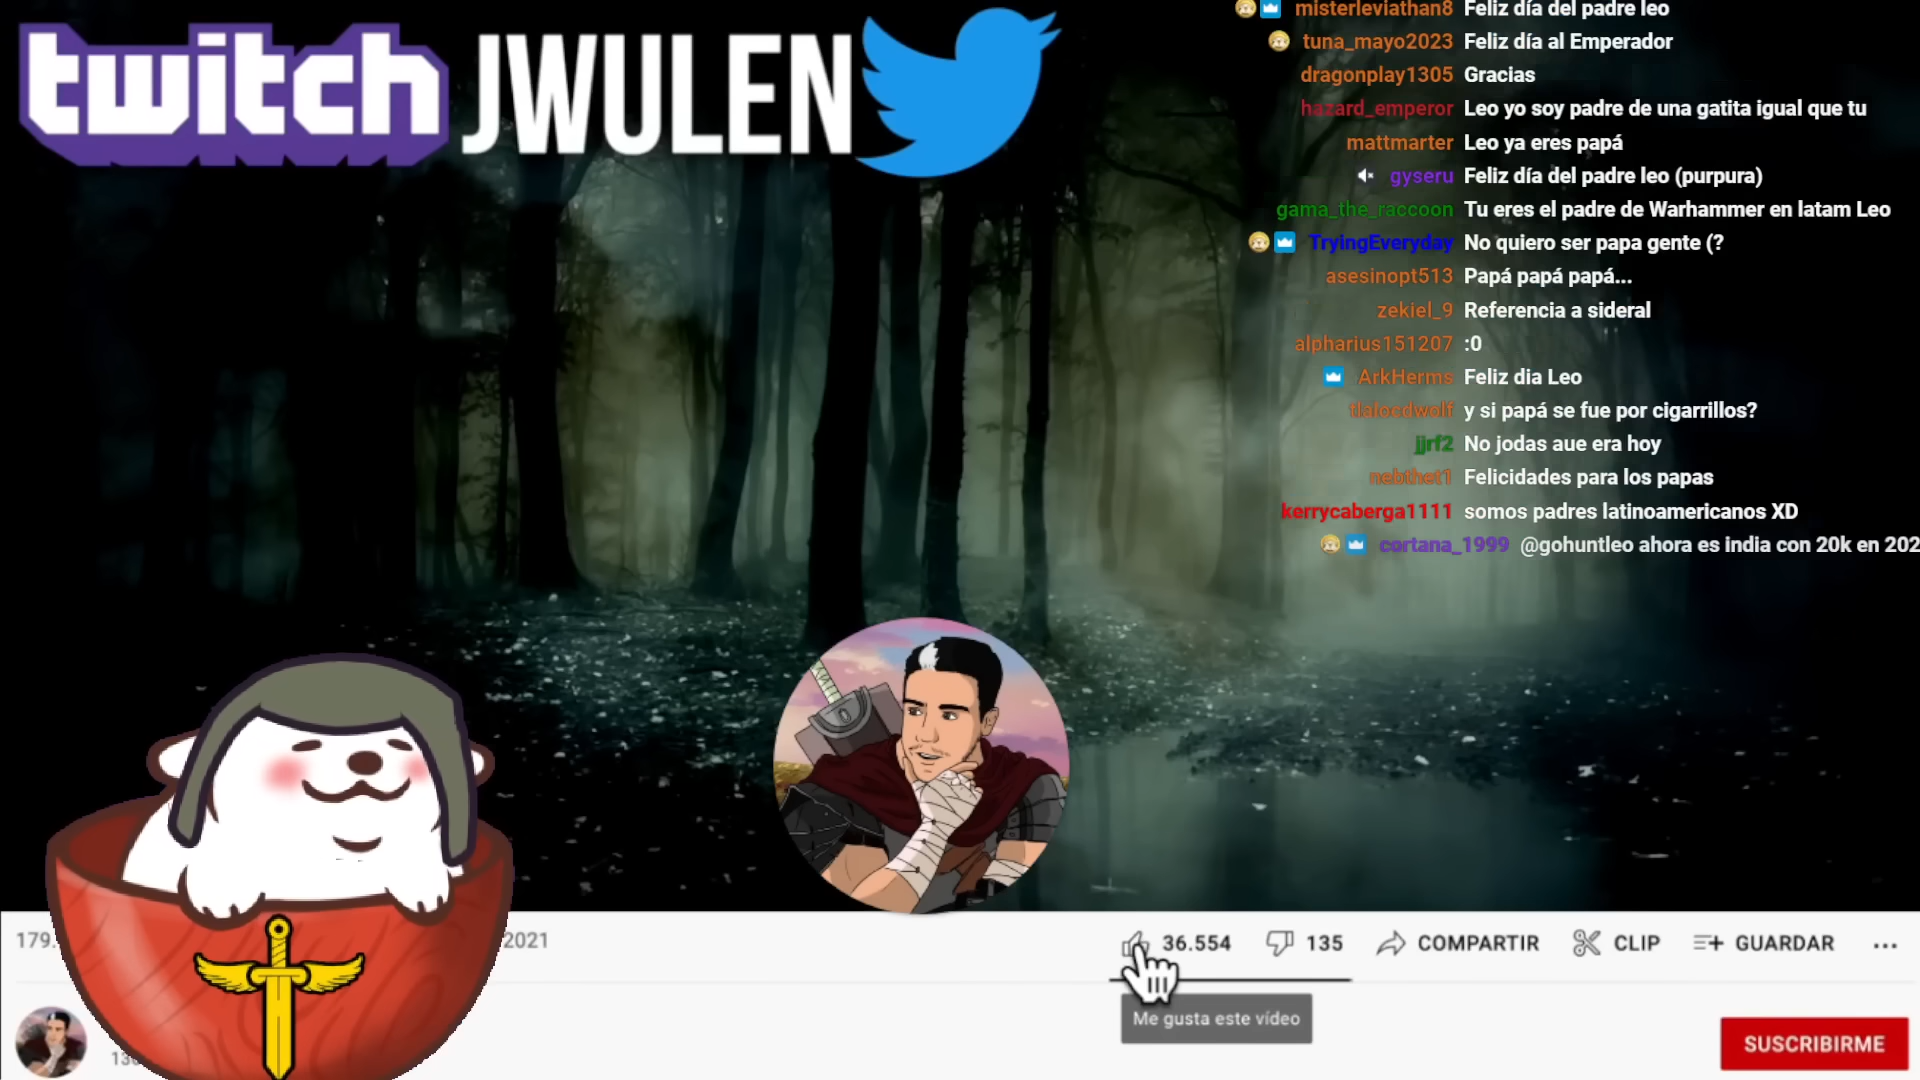 twitch JWULEN
misterleviathan8 Feliz día del padre leo
tuna_mayo2023 Feliz día al Emperador
dragonplay1305 Gracias
hazard_emperor Leo yo soy padre de una gatita igual que tu
mattmarter Leo ya eres papá
gyseru Feliz día del padre leo (purpura)
gama_the_raccoon Tu eres el padre de Warhammer en latam Leo
TryingEveryday No quiero ser papa gente (?
asesinopt513 Papá papá papá...
zekiel_9 Referencia a sideral
alpharius151207 :0
ArkHerms Feliz dia Leo
tlalocdwolf y si papá se fue por cigarrillos?
jjrf2 No jodas aue era hoy
nebthet1 Felicidades para los papas
kerrycaberga1111 somos padres latinoamericanos XD
cortana_1999 @gohuntleo ahora es india con 20k en 202
179. 2021 36.554 135 COMPARTIR CLIP GUARDAR ...
Me gusta este vídeo
SUSCRIBIRME